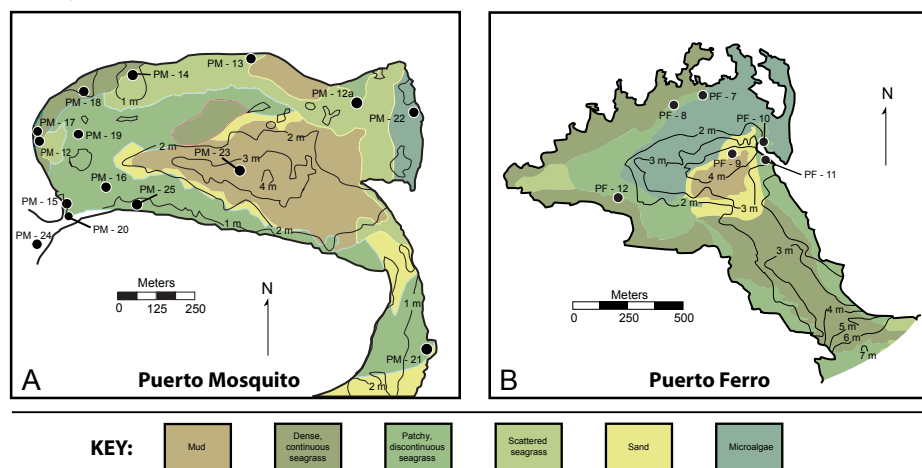 PM - 13
PM - 14
PM - 12a
PM - 18
1 m
PM - 22
PM - 17
PM - 19
2 m
2 m
PM - 12
PM - 23
3 m
4 m
PM - 16
PM - 25
PM - 15
1 m
2 m
PM - 20
PM - 24
Meters
0 125 250
N
1 m
PM - 21
2 m
A
Puerto Mosquito
PF - 7
PF - 8
N
PF - 10
2 m
3 m
PF - 9
4 m
PF - 11
PF - 12
2 m
3 m
3 m
Meters
0 250 500
4 m
5 m
6 m
7 m
B
Puerto Ferro
KEY:
Mud
Dense,
continuous
seagrass
Patchy,
discontinuous
seagrass
Scattered
seagrass
Sand
Microalgae